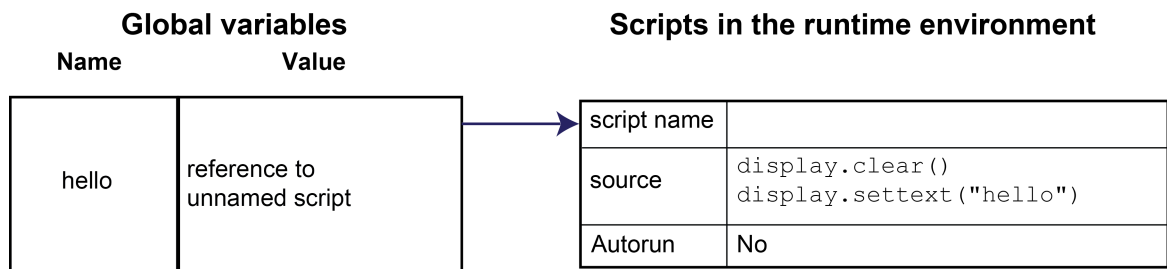 Global variables
Scripts in the runtime environment
Name Value
hello
reference to
unnamed script
script name
source
display.clear()
display.settext("hello")
Autorun No